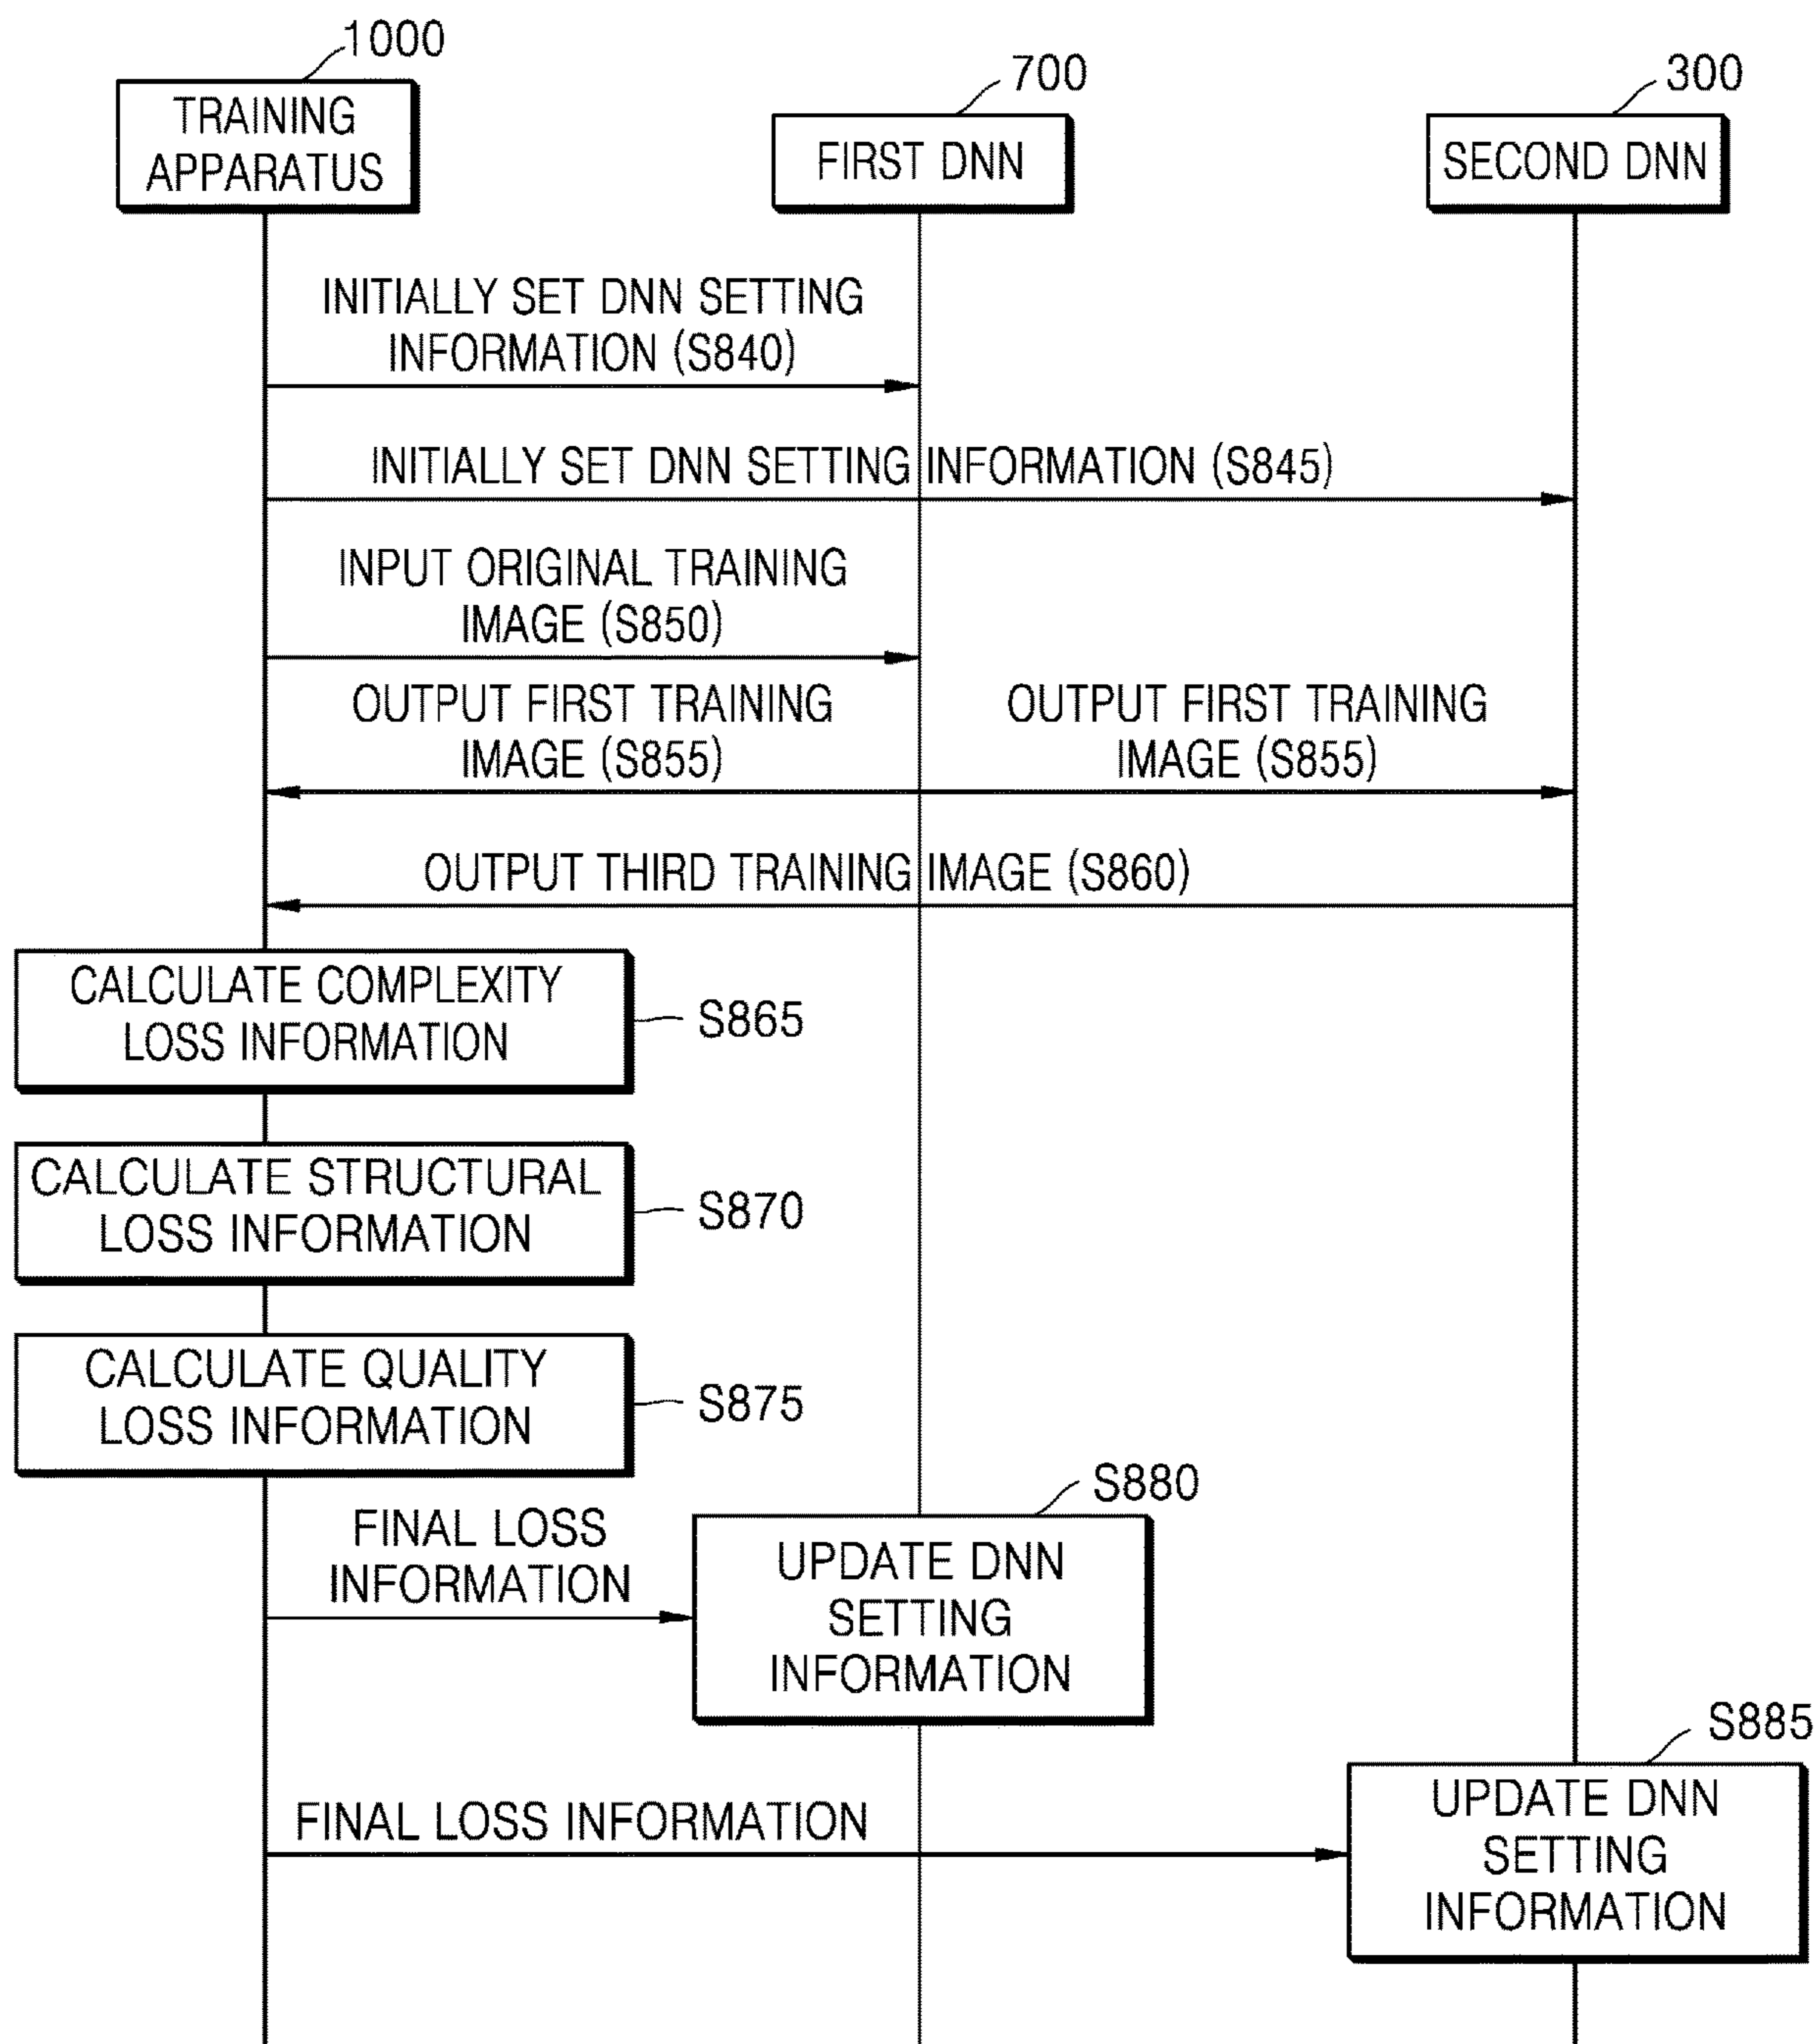 1000
700
300
TRAINING
APPARATUS
FIRST DNN
SECOND DNN
INITIALLY SET DNN SETTING
INFORMATION (S840)
INITIALLY SET DNN SETTING INFORMATION (S845)
INPUT ORIGINAL TRAINING
IMAGE (S850)
OUTPUT FIRST TRAINING
IMAGE (S855)
OUTPUT FIRST TRAINING
IMAGE (S855)
OUTPUT THIRD TRAINING IMAGE (S860)
CALCULATE COMPLEXITY
LOSS INFORMATION
S865
CALCULATE STRUCTURAL
LOSS INFORMATION
S870
CALCULATE QUALITY
LOSS INFORMATION
S875
FINAL LOSS
INFORMATION
S880
UPDATE DNN
SETTING
INFORMATION
FINAL LOSS INFORMATION
S885
UPDATE DNN
SETTING
INFORMATION